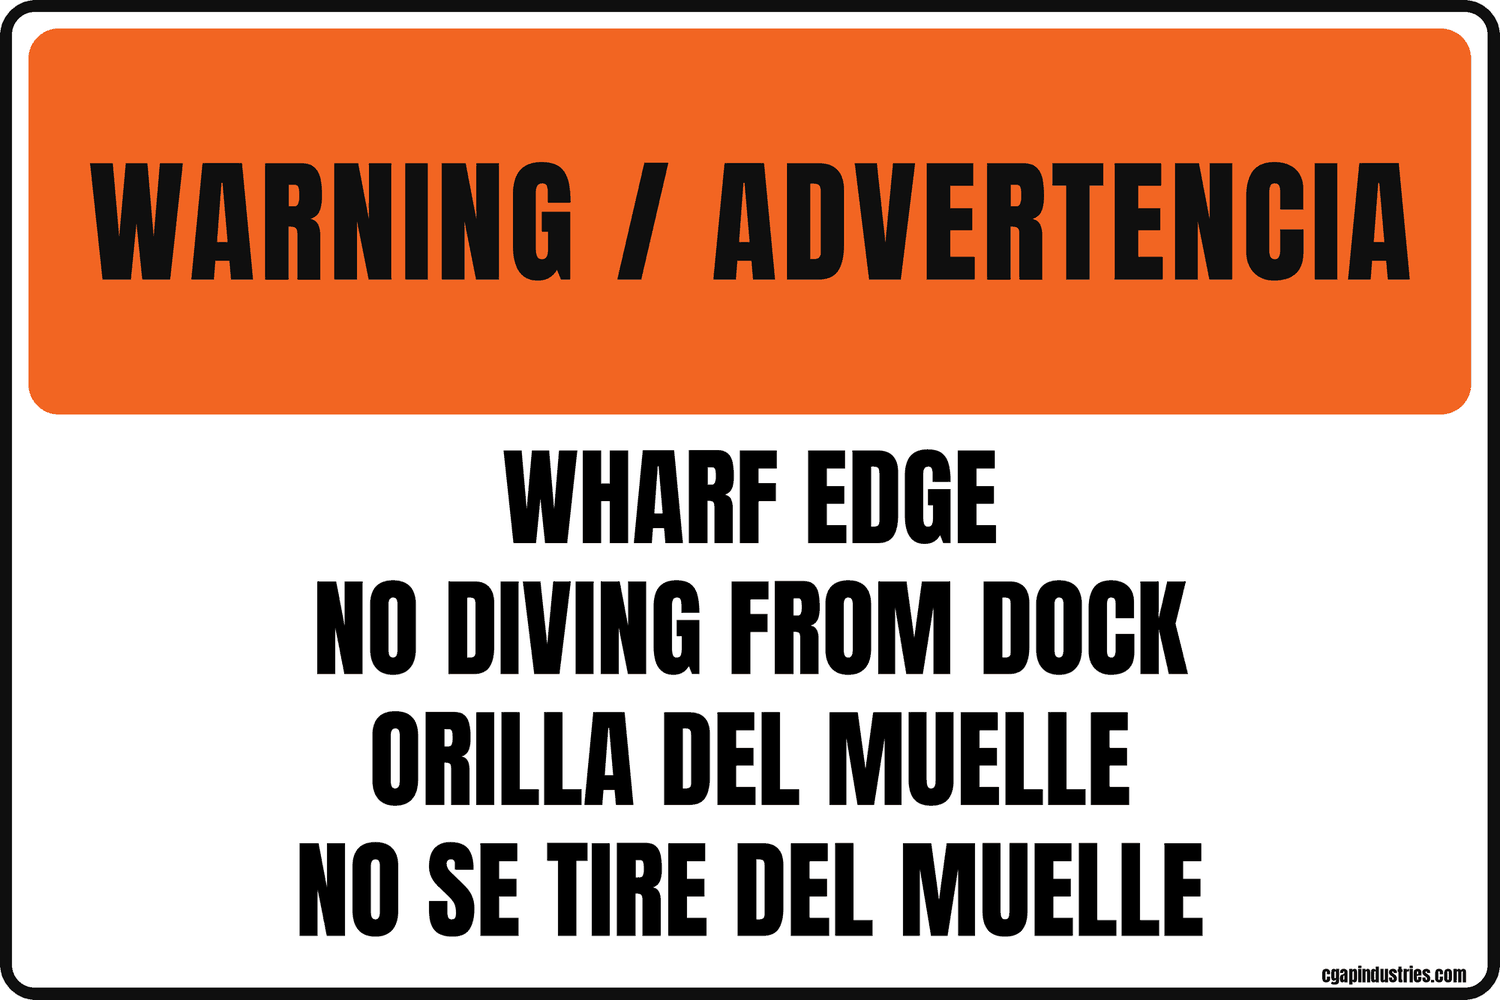 WARNING / ADVERTENCIA
WHARF EDGE
NO DIVING FROM DOCK
ORILLA DEL MUELLE
NO SE TIRE DEL MUELLE
cgapindustries.com